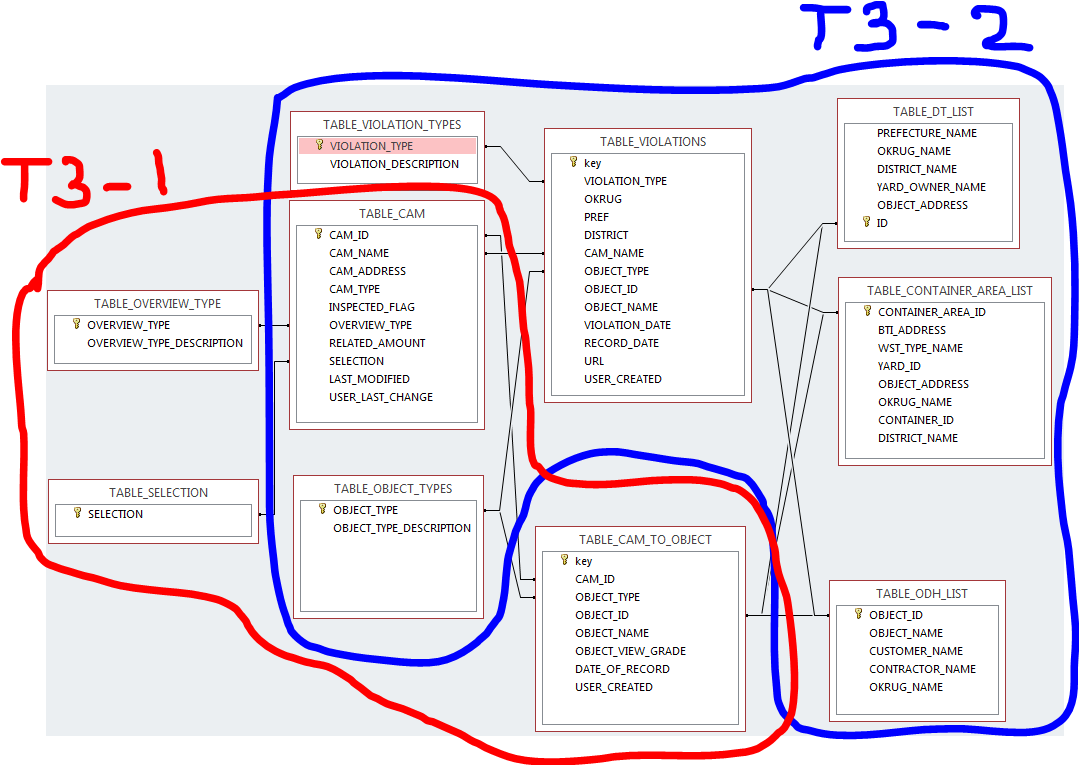 T3-2
T3-1
TABLE_VIOLATION_TYPES
VIOLATION_TYPE
VIOLATION_DESCRIPTION
TABLE_CAM
CAM_ID
CAM_NAME
CAM_ADDRESS
CAM_TYPE
INSPECTED_FLAG
OVERVIEW_TYPE
RELATED_AMOUNT
SELECTION
LAST_MODIFIED
USER_LAST_CHANGE
TABLE_OVERVIEW_TYPE
OVERVIEW_TYPE
OVERVIEW_TYPE_DESCRIPTION
TABLE_SELECTION
SELECTION
TABLE_OBJECT_TYPES
OBJECT_TYPE
OBJECT_TYPE_DESCRIPTION
TABLE_VIOLATIONS
key
VIOLATION_TYPE
OKRUG
PREF
DISTRICT
CAM_NAME
OBJECT_TYPE
OBJECT_ID
OBJECT_NAME
VIOLATION_DATE
RECORD_DATE
URL
USER_CREATED
TABLE_CAM_TO_OBJECT
key
CAM_ID
OBJECT_TYPE
OBJECT_ID
OBJECT_NAME
OBJECT_VIEW_GRADE
DATE_OF_RECORD
USER_CREATED
TABLE_DT_LIST
PREFECTURE_NAME
OKRUG_NAME
DISTRICT_NAME
YARD_OWNER_NAME
OBJECT_ADDRESS
ID
TABLE_CONTAINER_AREA_LIST
CONTAINER_AREA_ID
BTI_ADDRESS
WST_TYPE_NAME
YARD_ID
OBJECT_ADDRESS
OKRUG_NAME
CONTAINER_ID
DISTRICT_NAME
TABLE_ODH_LIST
OBJECT_ID
OBJECT_NAME
CUSTOMER_NAME
CONTRACTOR_NAME
OKRUG_NAME